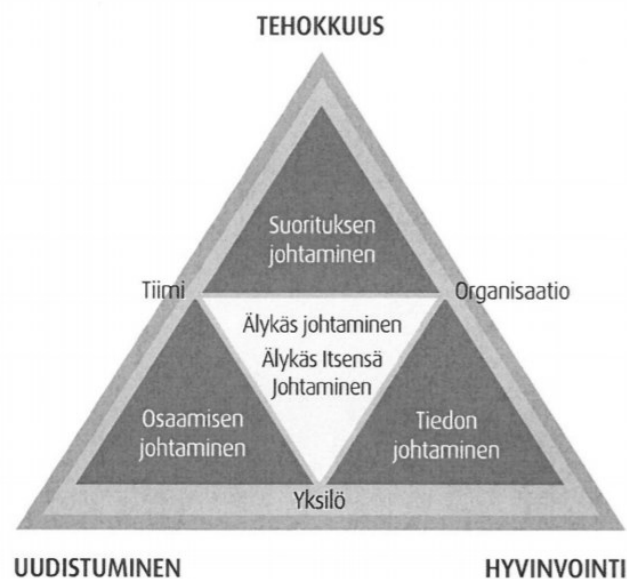 TEHOKKUUS
Suorituksen
johtaminen
Tiimi
Organisaatio
Älykäs johtaminen
Älykäs Itsensä
Johtaminen
Osaamisen
johtaminen
Tiedon
johtaminen
Yksilö
UUDISTUMINEN
HYVINVOINTI